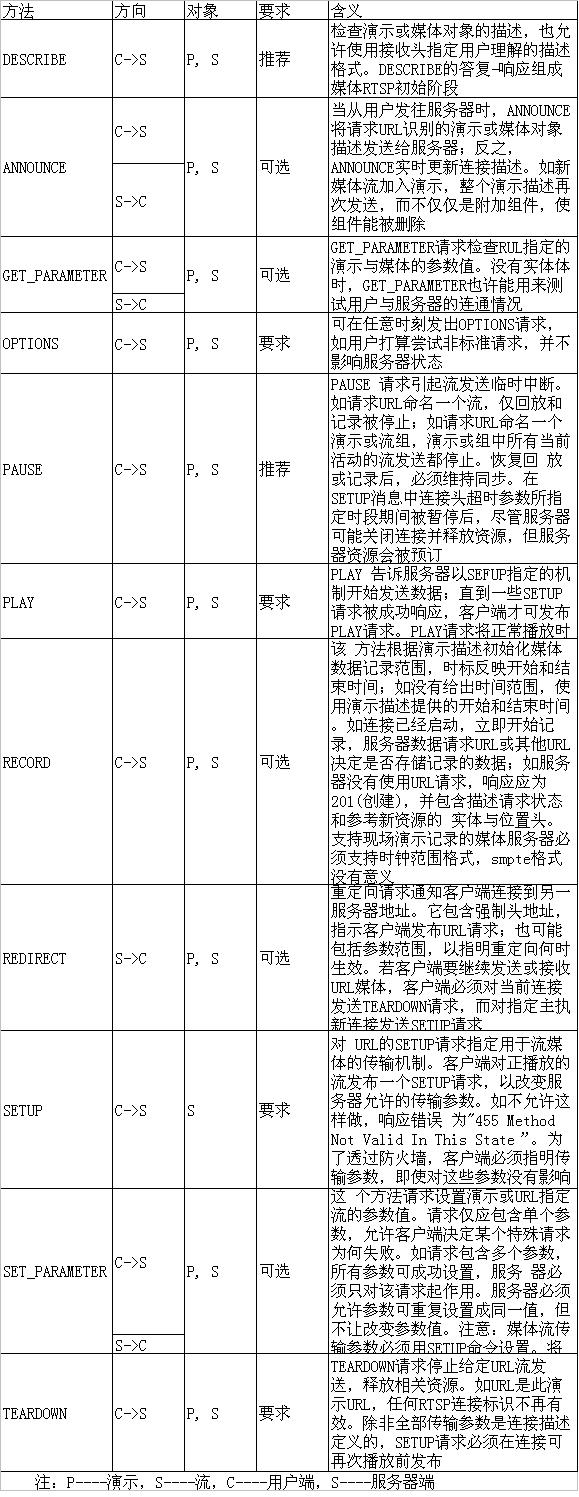 方法 方向 对象 要求 含义
检查演示或媒体对象的描述，也允
许使用接收头指定用户理解的描述
DESCRIBE C->S P, S 推荐 格式。DESCRIBE的答复-响应组成
媒体RTSP初始阶段
当从用户发往服务器时，ANNOUNCE
C->S 将请求URL识别的演示或媒体对象
描述发送给服务器；反之，
ANNOUNCE P, S 可选 ANNOUNCE实时更新连接描述。如新
媒体流加入演示，整个演示描述再
S->C 次发送，而不仅仅是附加组件，使
组件能被删除
GET_PARAMETER请求检查RUL指定的
C->S 演示与媒体的参数值。没有实体体
GET_PARAMETER P, S 可选 时，GET_PARAMETER也许能用来测
S->C 试用户与服务器的连通情况
可在任意时刻发出OPTIONS请求，
OPTIONS C->S P, S 要求 如用户打算尝试非标准请求，并不
影响服务器状态
PAUSE 请求引起流发送临时中断。
如请求URL命名一个流，仅回放和
记录被停止；如请求URL命名一个
演示或流组，演示或组中所有当前
PAUSE C->S P, S 推荐 活动的流发送都停止。恢复回 放
或记录后，必须维持同步。在
SETUP消息中连接头超时参数所指
定时段期间被暂停后，尽管服务器
可能关闭连接并释放资源，但服务
器资源会被预订
PLAY 告诉服务器以SEFUP指定的机
PLAY C->S P, S 要求 制开始发送数据；直到一些SETUP
请求被成功响应，客户端才可发布
PLAY请求。PLAY请求将正常播放时
该 方法根据演示描述初始化媒体
数据记录范围，时标反映开始和结
束时间；如没有给出时间范围，使
用演示描述提供的开始和结束时间
。如连接已经启动，立即开始记
录，服务器数据请求URL或其他URL
RECORD C->S P, S 可选 决定是否存储记录的数据；如服务
器没有使用URL请求，响应应为
201(创建)，并包含描述请求状态
和参考新资源的 实体与位置头。
支持现场演示记录的媒体服务器必
须支持时钟范围格式，smpte格式
没有意义
重定向请求通知客户端连接到另一
服务器地址。它包含强制头地址，
指示客户端发布URL请求；也可能
REDIRECT S->C P, S 可选 包括参数范围，以指明重定向何时
生效。若客户端要继续发送或接收
URL媒体，客户端必须对当前连接
发送TEARDOWN请求，而对指定主执
新连接发送SETUP请求
对 URL的SETUP请求指定用于流媒
体的传输机制。客户端对正播放的
流发布一个SETUP请求，以改变服
务器允许的传输参数。如不允许这
SETUP C->S S 要求 样做，响应错误 为"455 Method
Not Valid In This State ”。为
了透过防火墙，客户端必须指明传
输参数，即使对这些参数没有影响
这 个方法请求设置演示或URL指定
流的参数值。请求仅应包含单个参
数，允许客户端决定某个特殊请求
C->S 为何失败。如请求包含多个参数，
SET_PARAMETER P, S 可选 所有参数可成功设置，服务 器必
须只对该请求起作用。服务器必须
允许参数可重复设置成同一值，但
不让改变参数值。注意：媒体流传
S->C 输参数必须用SETUP命令设置。将
TEARDOWN请求停止给定URL流发
送，释放相关资源。如URL是此演
示URL，任何RTSP连接标识不再有
TEARDOWN C->S P, S 要求 效。除非全部传输参数是连接描述
定义的，SETUP请求必须在连接可
再次播放前发布
注：P----演示，S----流，C----用户端，S----服务器端